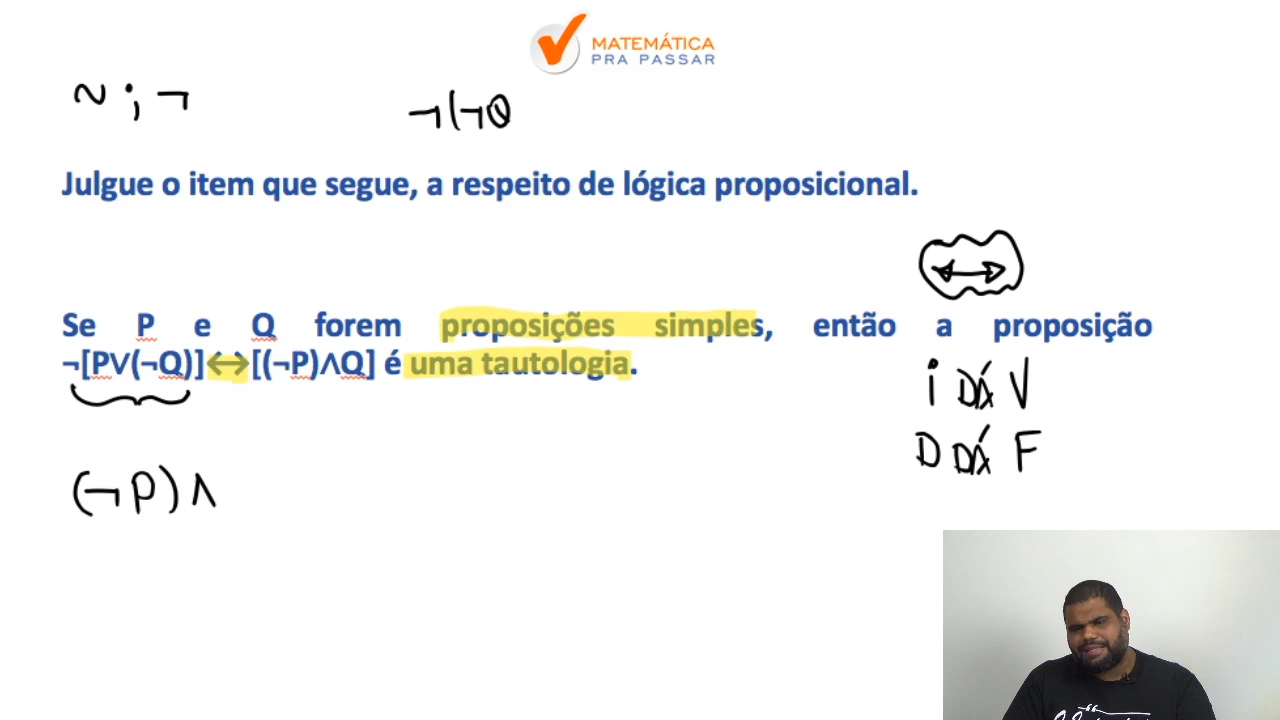 MATEMÁTICA
PRA PASSAR
~ ; ¬
¬(¬Q
Julgue o item que segue, a respeito de lógica proposicional.
Se P e Q forem proposições simples, então a proposição
¬[P∨(¬Q)]↔[(¬P)∧Q] é uma tautologia.
i DÁ V
D DÁ F
(¬P)∧